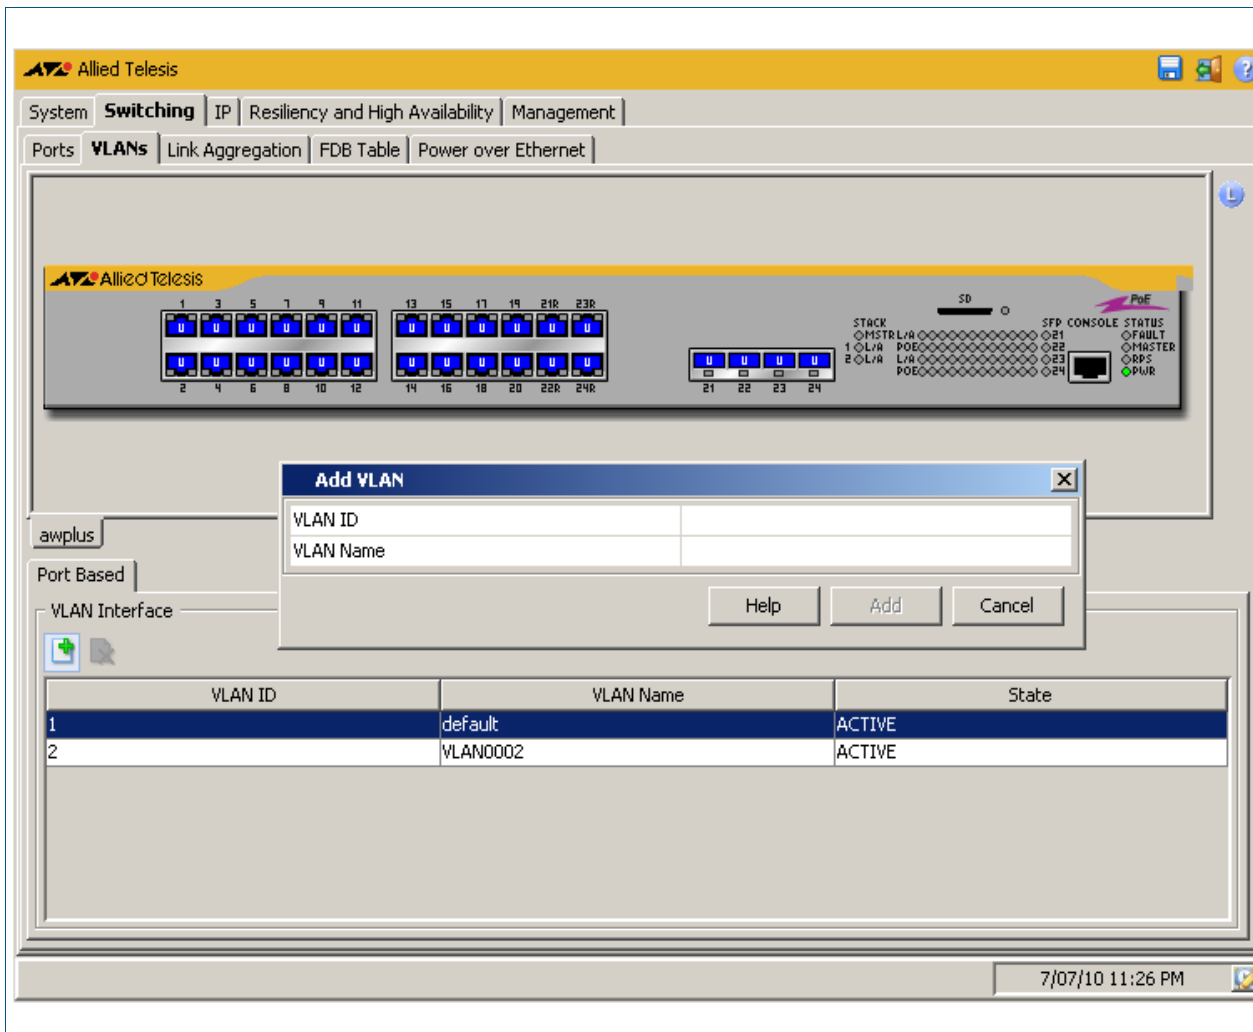 Allied Telesis
System Switching IP Resiliency and High Availability Management
Ports VLANs Link Aggregation FDB Table Power over Ethernet
L
Allied Telesis
1 3 5 7 9 11 13 15 17 19 21R 23R
U U U U U U U U U U U U
U U U U U U U U U U U U
2 4 6 8 10 12 14 16 18 20 22R 24R
U U U U
21 22 23 24
SD
PoE
STACK SFP CONSOLE STATUS
MSTR L/A 21 FAULT
1 L/A POE 22 MASTER
2 L/A L/A 23 RPS
POE 24 PWR
Add VLAN
VLAN ID
VLAN Name
Help Add Cancel
awplus
Port Based
VLAN Interface
VLAN ID VLAN Name State
1 default ACTIVE
2 VLAN0002 ACTIVE
7/07/10 11:26 PM